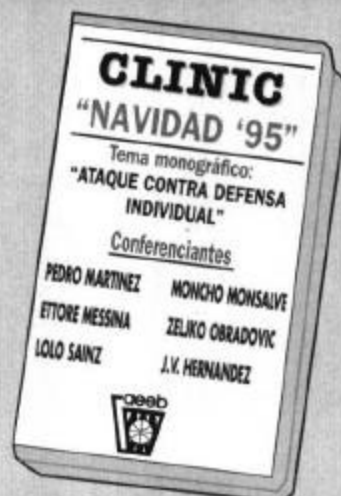 CLINIC
"NAVIDAD '95"
Tema monográfico:
"ATAQUE CONTRA DEFENSA
INDIVIDUAL"
Conferenciantes
PEDRO MARTINEZ
ETTORE MESSINA
LOLO SAINZ
MONCHO MONSALVE
ZELJKO OBRADOVIC
J.V. HERNANDEZ
aeeb